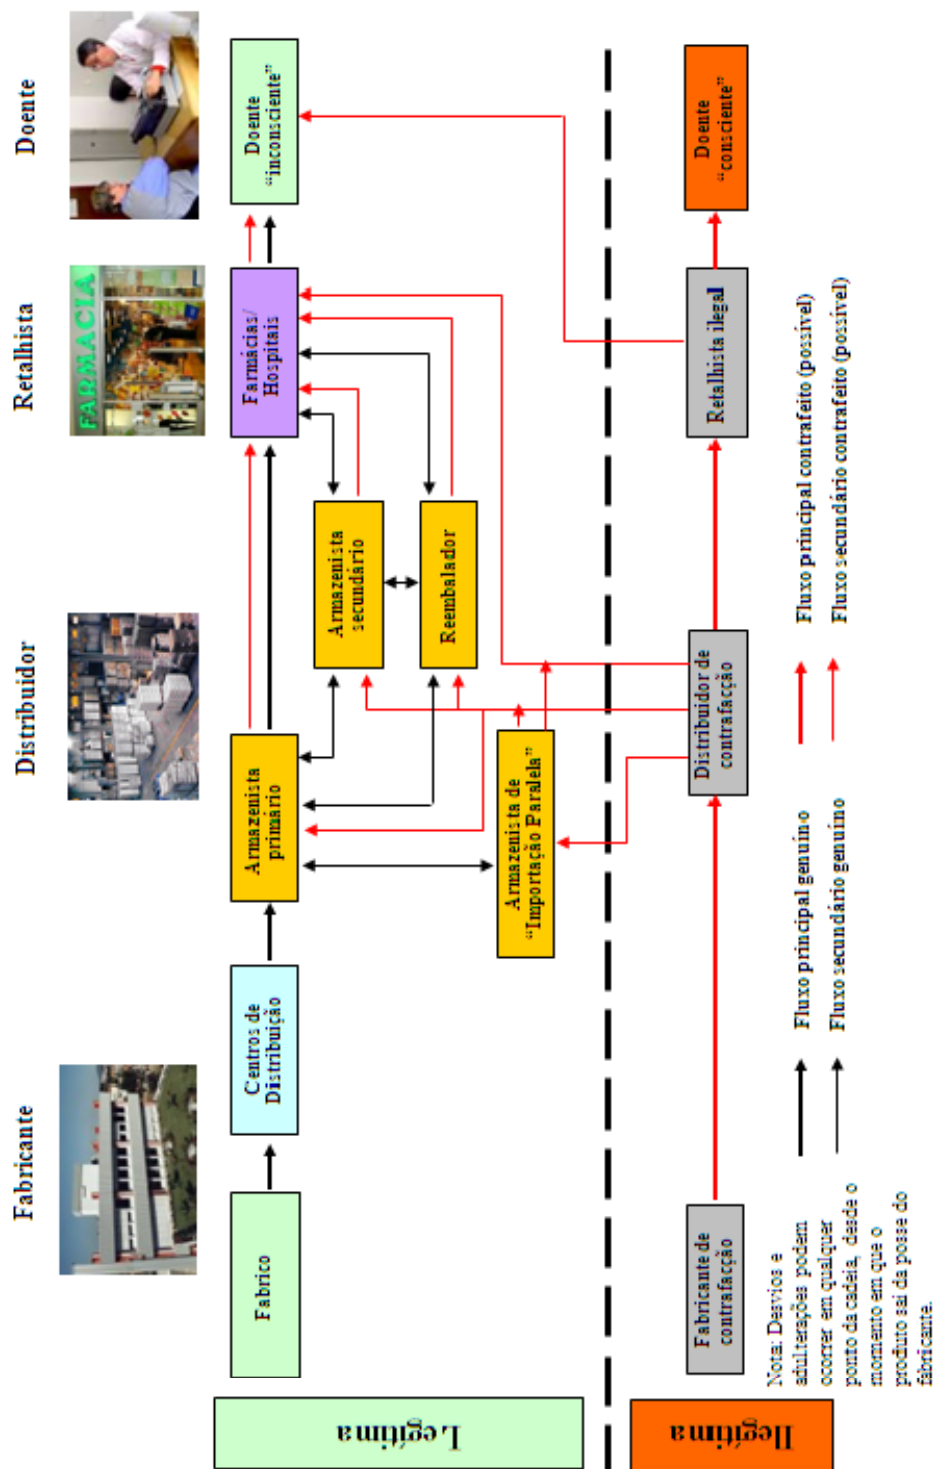 Fabricante
Distribuidor
Retalhista
Doente
FARMACIA
Legítima
Fabrico
Centros de
Distribuição
Armazenista
primário
Farmácias/
Hospitais
Doente
“inconsciente”
Armazenista
secundário
Reembalador
Armazenista de
“Importação Paralela”
Ilegítima
Fabricante de
contrafacção
Distribuidor de
contrafacção
Retalhista ilegal
Doente
“consciente”
Nota: Desvios e
adulterações podem
ocorrer em qualquer
ponto da cadeia, desde o
momento em que o
produto sai da posse do
fabricante.
Fluxo principal genuíno
Fluxo secundário genuíno
Fluxo principal contrafeito (possível)
Fluxo secundário contrafeito (possível)